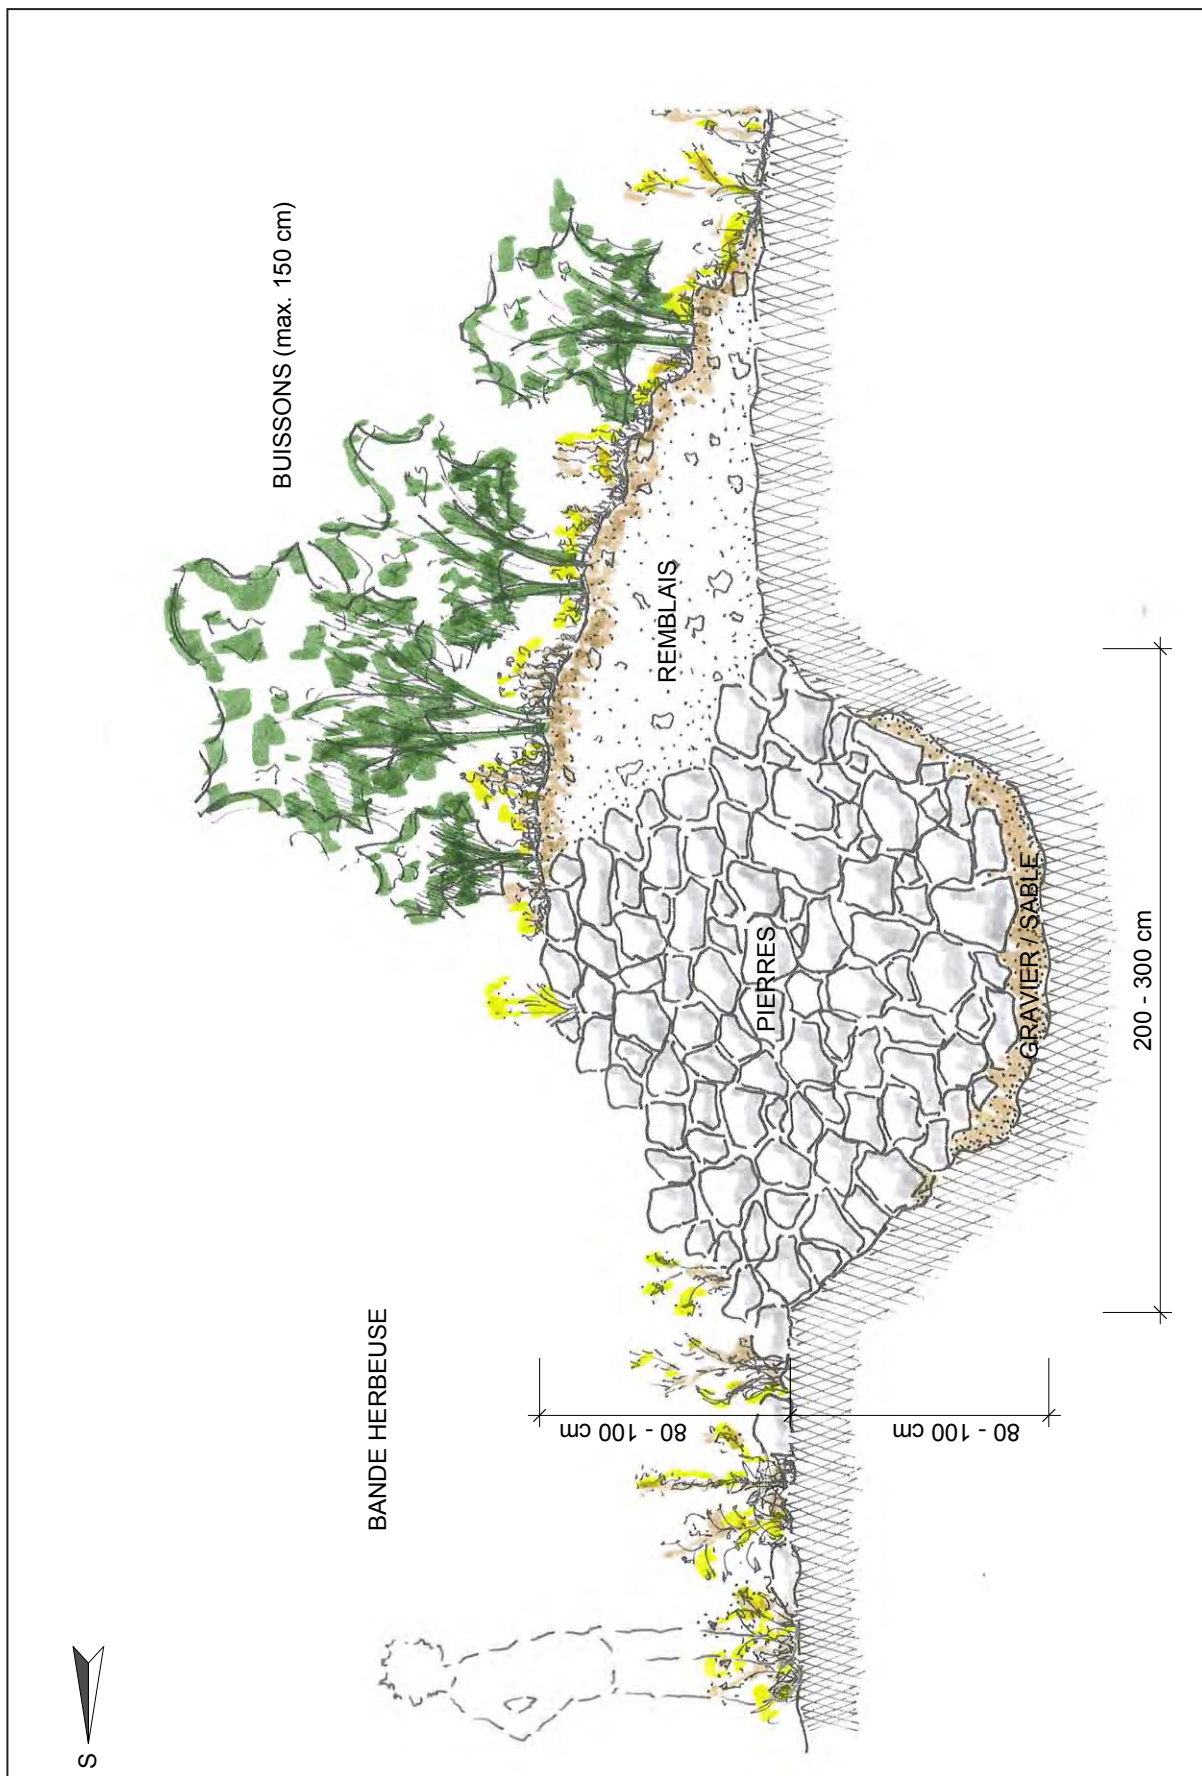 S
BANDE HERBEUSE
BUISSONS (max. 150 cm)
REMBLAIS
PIERRES
GRAVIER / SABLE
80 - 100 cm
80 - 100 cm
200 - 300 cm